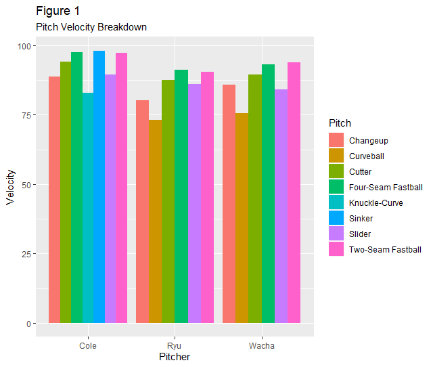 Figure 1
Pitch Velocity Breakdown
100
75
50
25
0
Velocity
Cole
Ryu
Wacha
Pitcher
Pitch
Changeup
Curveball
Cutter
Four-Seam Fastball
Knuckle-Curve
Sinker
Slider
Two-Seam Fastball